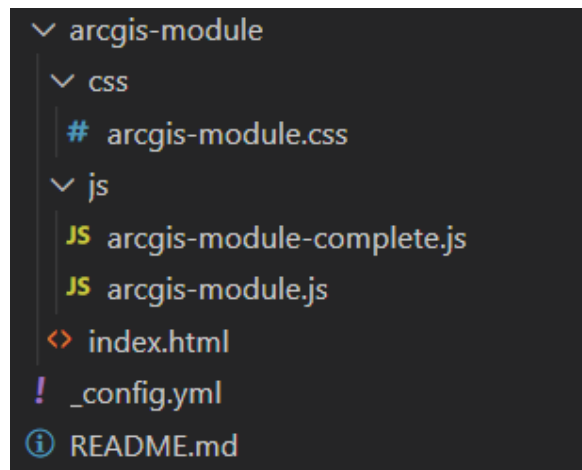 arcgis-module
css
# arcgis-module.css
js
JS arcgis-module-complete.js
JS arcgis-module.js
<> index.html
! _config.yml
README.md